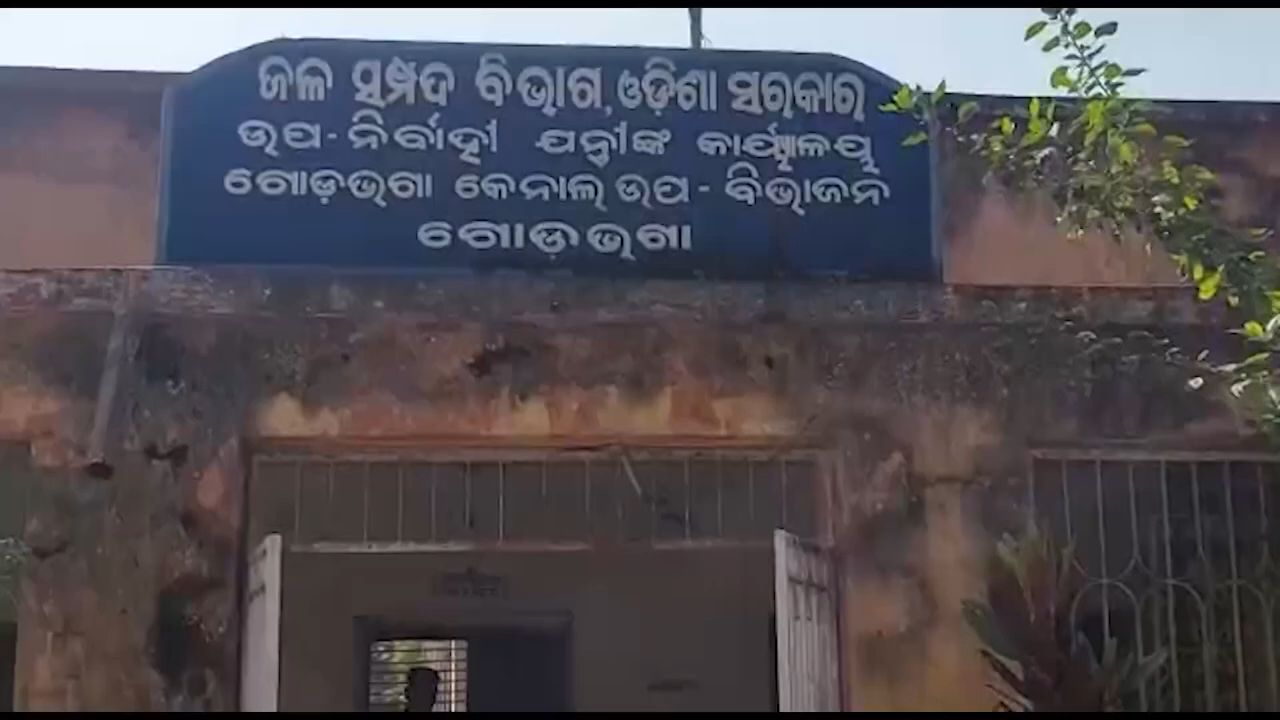 ଜଳ ସମ୍ପଦ ବିଭାଗ, ଓଡ଼ିଶା ସରକାର
ଉପ-ନିର୍ବାହୀ ଯନ୍ତ୍ରୀଙ୍କ କାର୍ଯ୍ୟାଳୟ
ଗୋଡ଼ଭଗା କେନାଲ୍ ଉପ-ବିଭାଜନ
ଗୋଡ଼ଭଗା